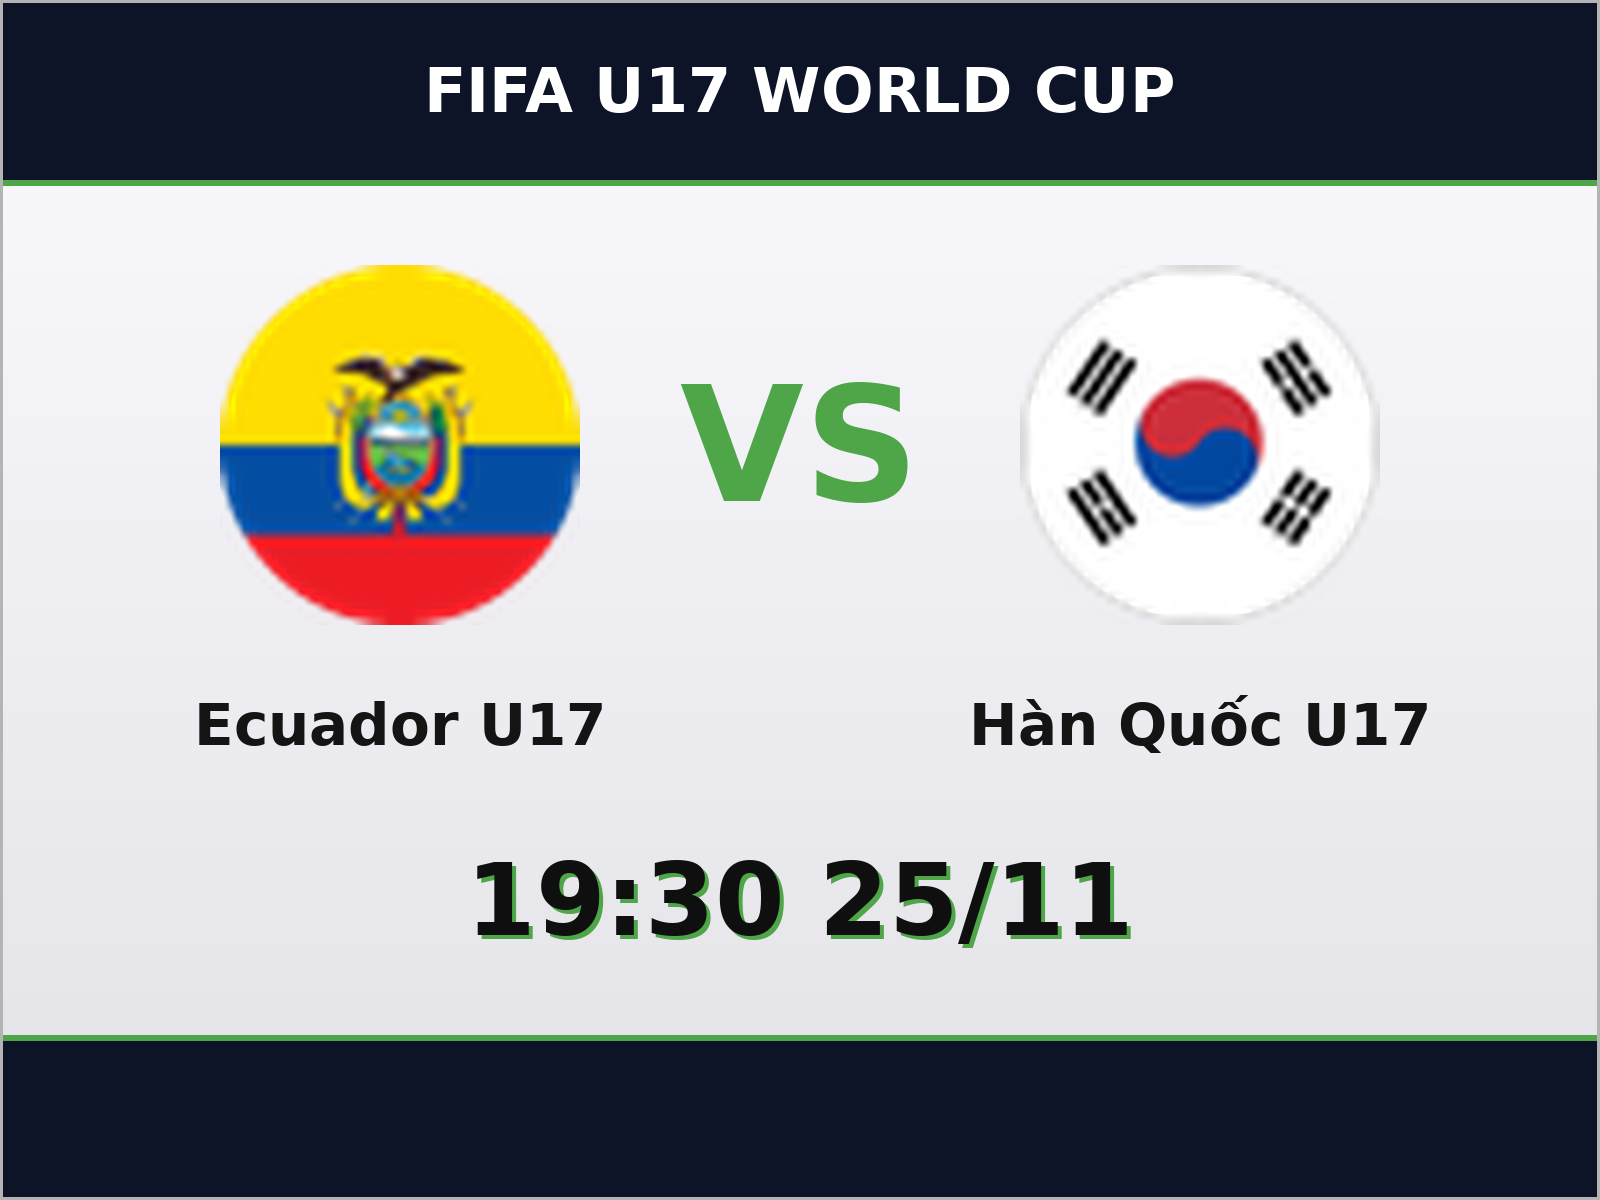 FIFA U17 WORLD CUP
VS
Ecuador U17
Hàn Quốc U17
19:30 25/11